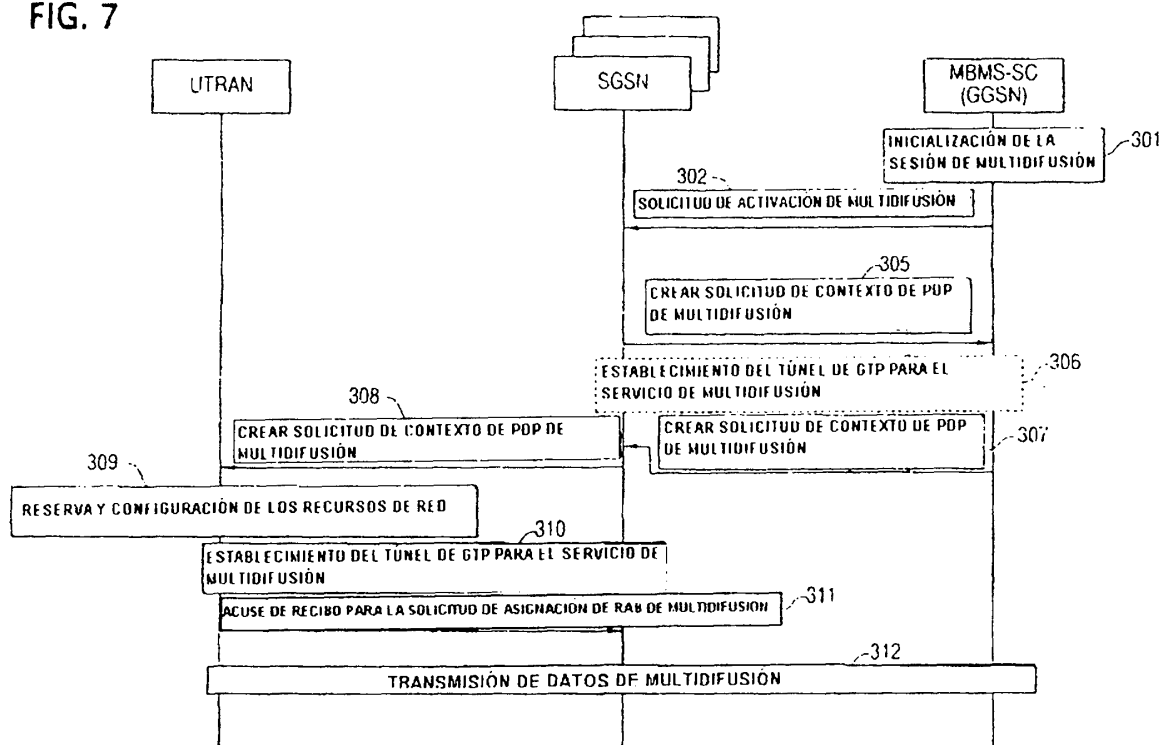 FIG. 7
UTRAN
SGSN
MBMS-SC
(GGSN)
INICIALIZACIÓN DE LA
SESIÓN DE MULTIDIFUSIÓN
301
302
SOLICITUD DE ACTIVACIÓN DE MULTIDIFUSIÓN
305
CREAR SOLICITUD DE CONTEXTO DE PDP
DE MULTIDIFUSIÓN
ESTABLECIMIENTO DEL TÚNEL DE GTP PARA EL
SERVICIO DE MULTIDIFUSIÓN
306
308
CREAR SOLICITUD DE CONTEXTO DE PDP DE
MULTIDIFUSIÓN
CREAR SOLICITUD DE CONTEXTO DE PDP
DE MULTIDIFUSIÓN
307
309
RESERVA Y CONFIGURACIÓN DE LOS RECURSOS DE RED
310
ESTABLECIMIENTO DEL TÚNEL DE GTP PARA EL SERVICIO DE
MULTIDIFUSIÓN
ACUSE DE RECIBO PARA LA SOLICITUD DE ASIGNACIÓN DE RAB DE MULTIDIFUSIÓN
311
312
TRANSMISIÓN DE DATOS DE MULTIDIFUSIÓN